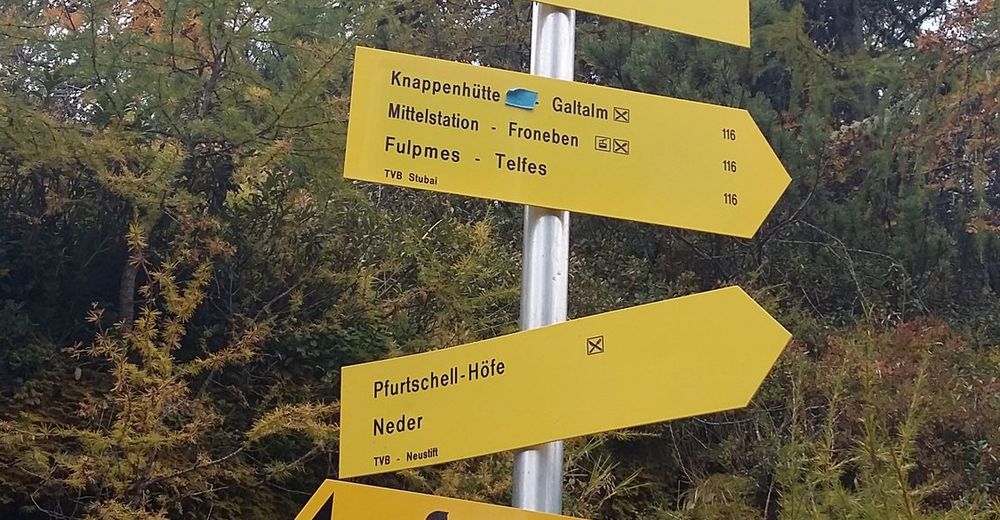 Knappenhütte Galtalm 116
Mittelstation - Froneben 116
Fulpmes - Telfes 116
TVB Stubai
Pfurtschell-Höfe
Neder
TVB - Neustift